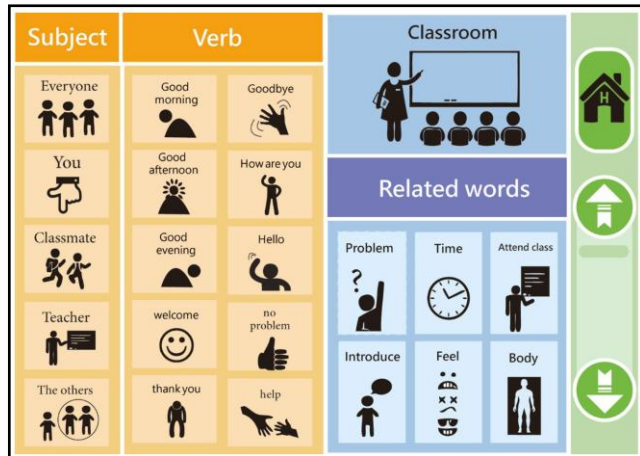 Subject
Verb
Everyone
You
Classmate
Teacher
The others
Good
morning
Goodbye
Good
afternoon
How are you
Good
evening
Hello
welcome
no
problem
thank you
help
Classroom
Related words
Problem
?
Time
Attend class
Introduce
Feel
Body
H